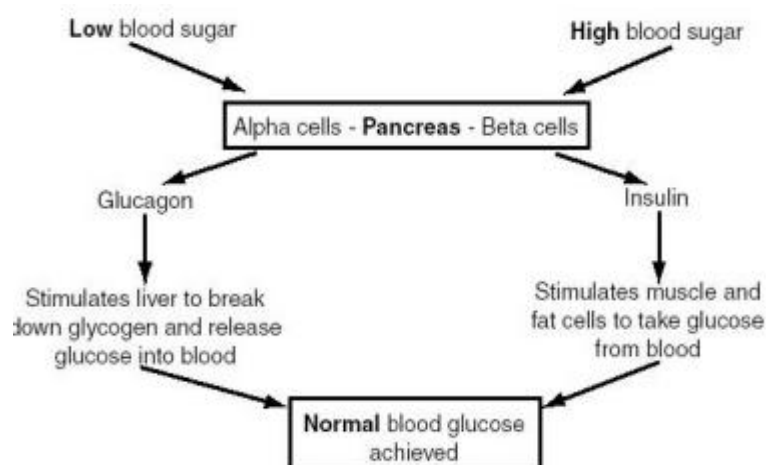 Low blood sugar
High blood sugar
Alpha cells - Pancreas - Beta cells
Glucagon
Insulin
Stimulates liver to break
down glycogen and release
glucose into blood
Stimulates muscle and
fat cells to take glucose
from blood
Normal blood glucose
achieved